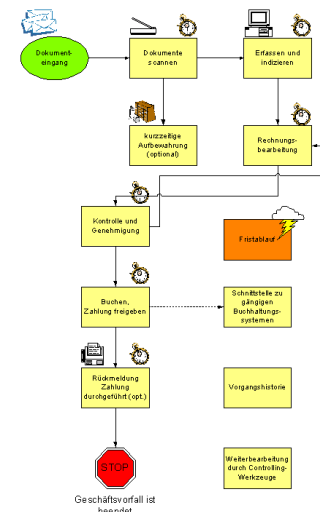 Dokument-
eingang
Dokumente
scannen
Erfassen und
indizieren
kurzzeitige
Aufbewahrung
(optional)
Rechnungs-
bearbeitung
Kontrolle und
Genehmigung
Fristablauf
Buchen,
Zahlung freigeben
Schnittstelle zu
gängigen
Buchhaltungs-
systemen
Rückmeldung
Zahlung
durchgeführt (opt.)
Vorgangshistorie
STOP
Weiterbearbeitung
durch Controlling-
Werkzeuge
Geschäftsvorfall ist
beendet